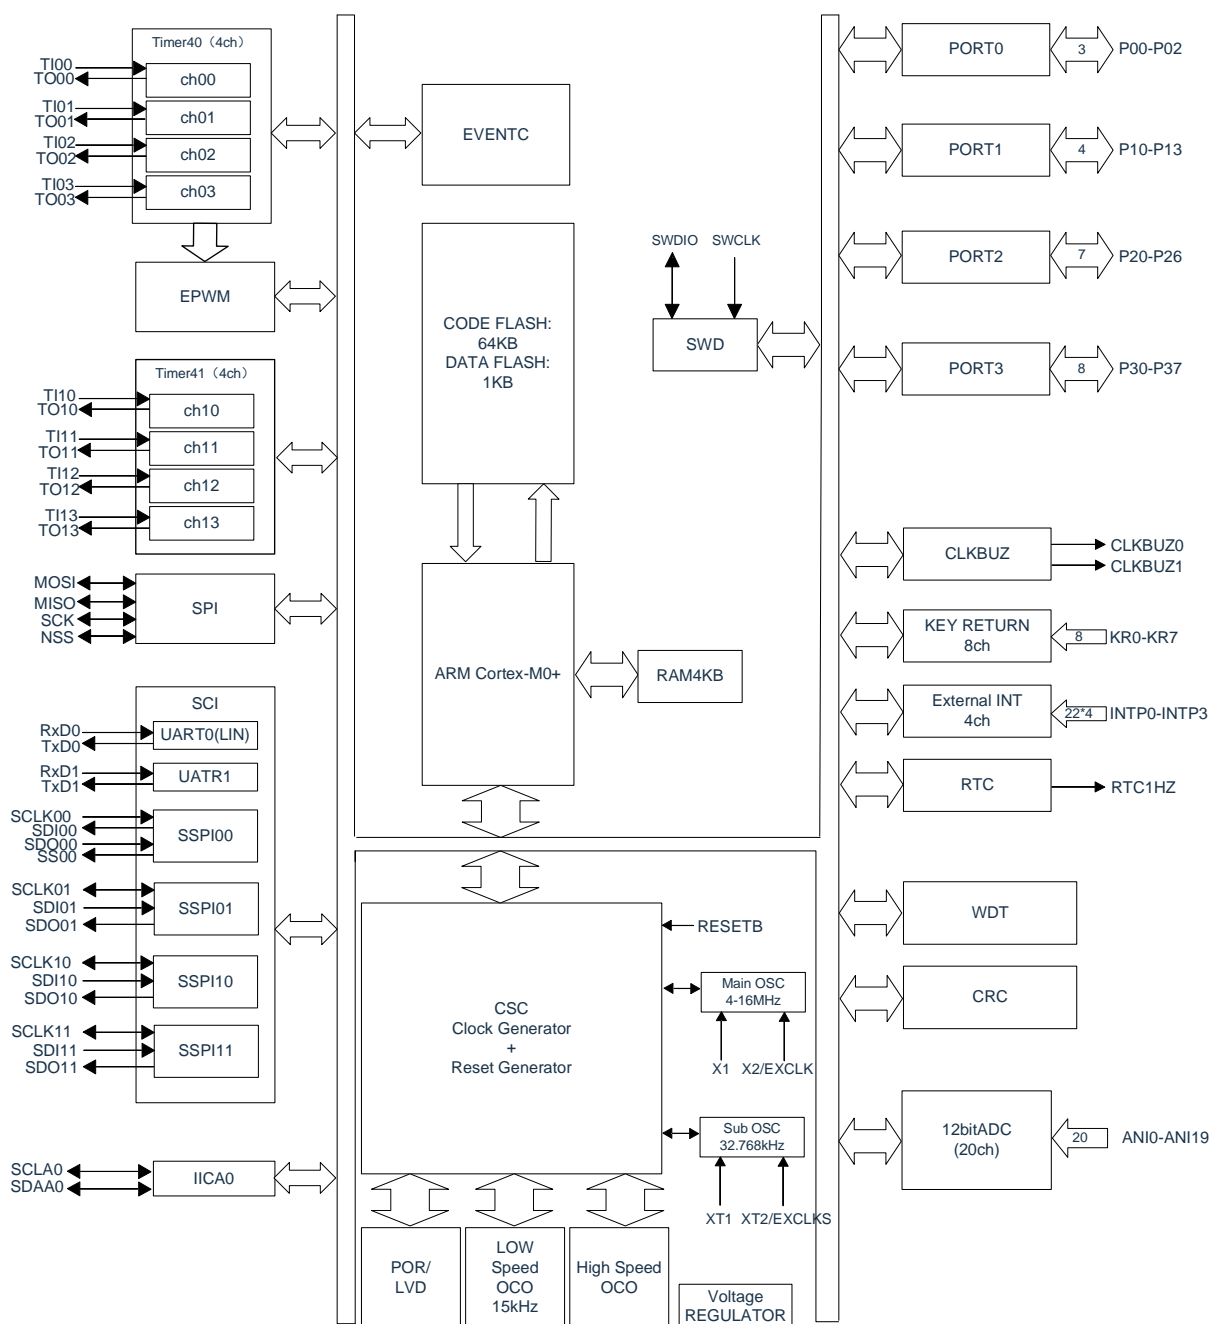 Timer40（4ch）
TI00
TO00
ch00
TI01
TO01
ch01
TI02
TO02
ch02
TI03
TO03
ch03
EPWM
Timer41（4ch）
TI10
TO10
ch10
TI11
TO11
ch11
TI12
TO12
ch12
TI13
TO13
ch13
MOSI
MISO
SCK
NSS
SPI
SCI
RxD0
TxD0
UART0(LIN)
RxD1
TxD1
UATR1
SCLK00
SDI00
SDO00
SS00
SSPI00
SCLK01
SDI01
SDO01
SSPI01
SCLK10
SDI10
SDO10
SSPI10
SCLK11
SDI11
SDO11
SSPI11
SCLA0
SDAA0
IICA0
EVENTC
CODE FLASH:
64KB
DATA FLASH:
1KB
SWDIO
SWCLK
SWD
ARM Cortex-M0+
RAM4KB
CSC
Clock Generator
+
Reset Generator
RESETB
Main OSC
4-16MHz
X1
X2/EXCLK
Sub OSC
32.768kHz
XT1
XT2/EXCLKS
POR/
LVD
LOW
Speed
OCO
15kHz
High Speed
OCO
Voltage
REGULATOR
PORT0
3
P00-P02
PORT1
4
P10-P13
PORT2
7
P20-P26
PORT3
8
P30-P37
CLKBUZ
CLKBUZ0
CLKBUZ1
KEY RETURN
8ch
8
KR0-KR7
External INT
4ch
22*4
INTP0-INTP3
RTC
RTC1HZ
WDT
CRC
12bitADC
(20ch)
20
ANI0-ANI19